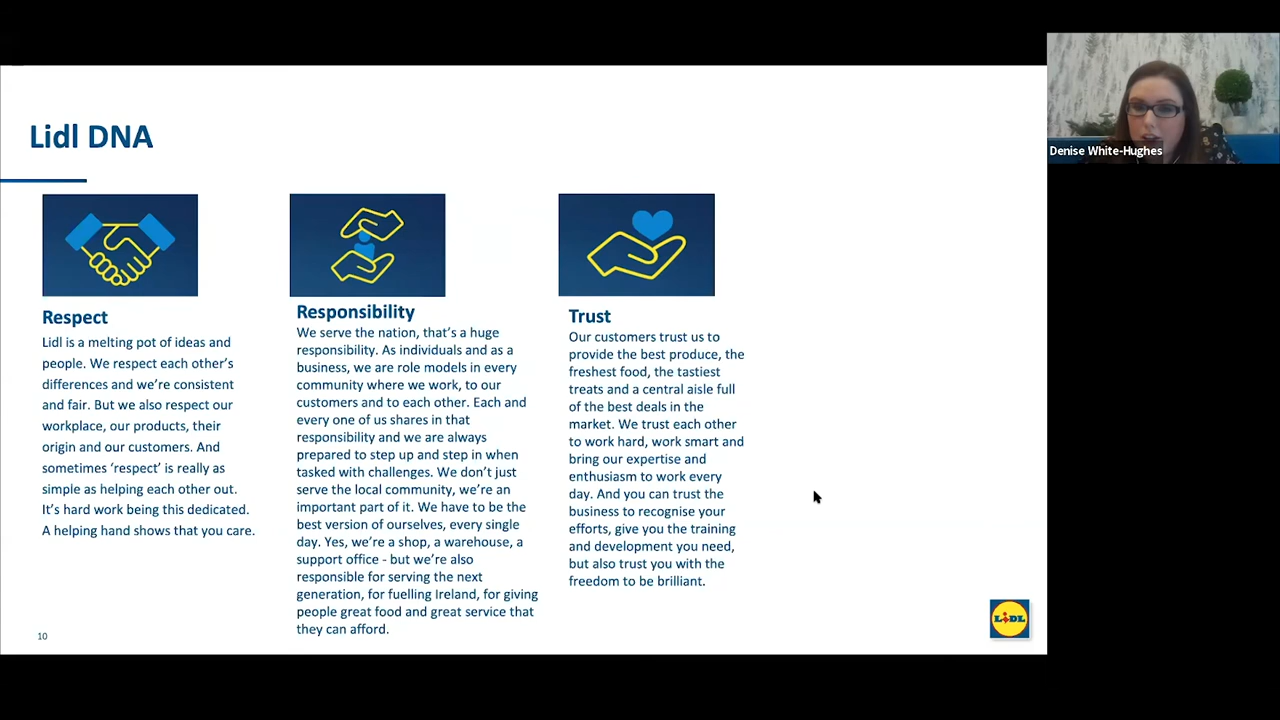 Lidl DNA
Respect
Lidl is a melting pot of ideas and
people. We respect each other's
differences and we're consistent
and fair. But we also respect our
workplace, our products, their
origin and our customers. And
sometimes 'respect' is really as
simple as helping each other out.
It's hard work being this dedicated.
A helping hand shows that you care.
Responsibility
We serve the nation, that's a huge
responsibility. As individuals and as a
business, we are role models in every
community where we work, to our
customers and to each other. Each and
every one of us shares in that
responsibility and we are always
prepared to step up and step in when
tasked with challenges. We don't just
serve the local community, we're an
important part of it. We have to be the
best version of ourselves, every single
day. Yes, we're a shop, a warehouse, a
support office - but we're also
responsible for serving the next
generation, for fuelling Ireland, for giving
people great food and great service that
they can afford.
Trust
Our customers trust us to
provide the best produce, the
freshest food, the tastiest
treats and a central aisle full
of the best deals in the
market. We trust each other
to work hard, work smart and
bring our expertise and
enthusiasm to work every
day. And you can trust the
business to recognise your
efforts, give you the training
and development you need,
but also trust you with the
freedom to be brilliant.
10
LIDL
Denise White-Hughes